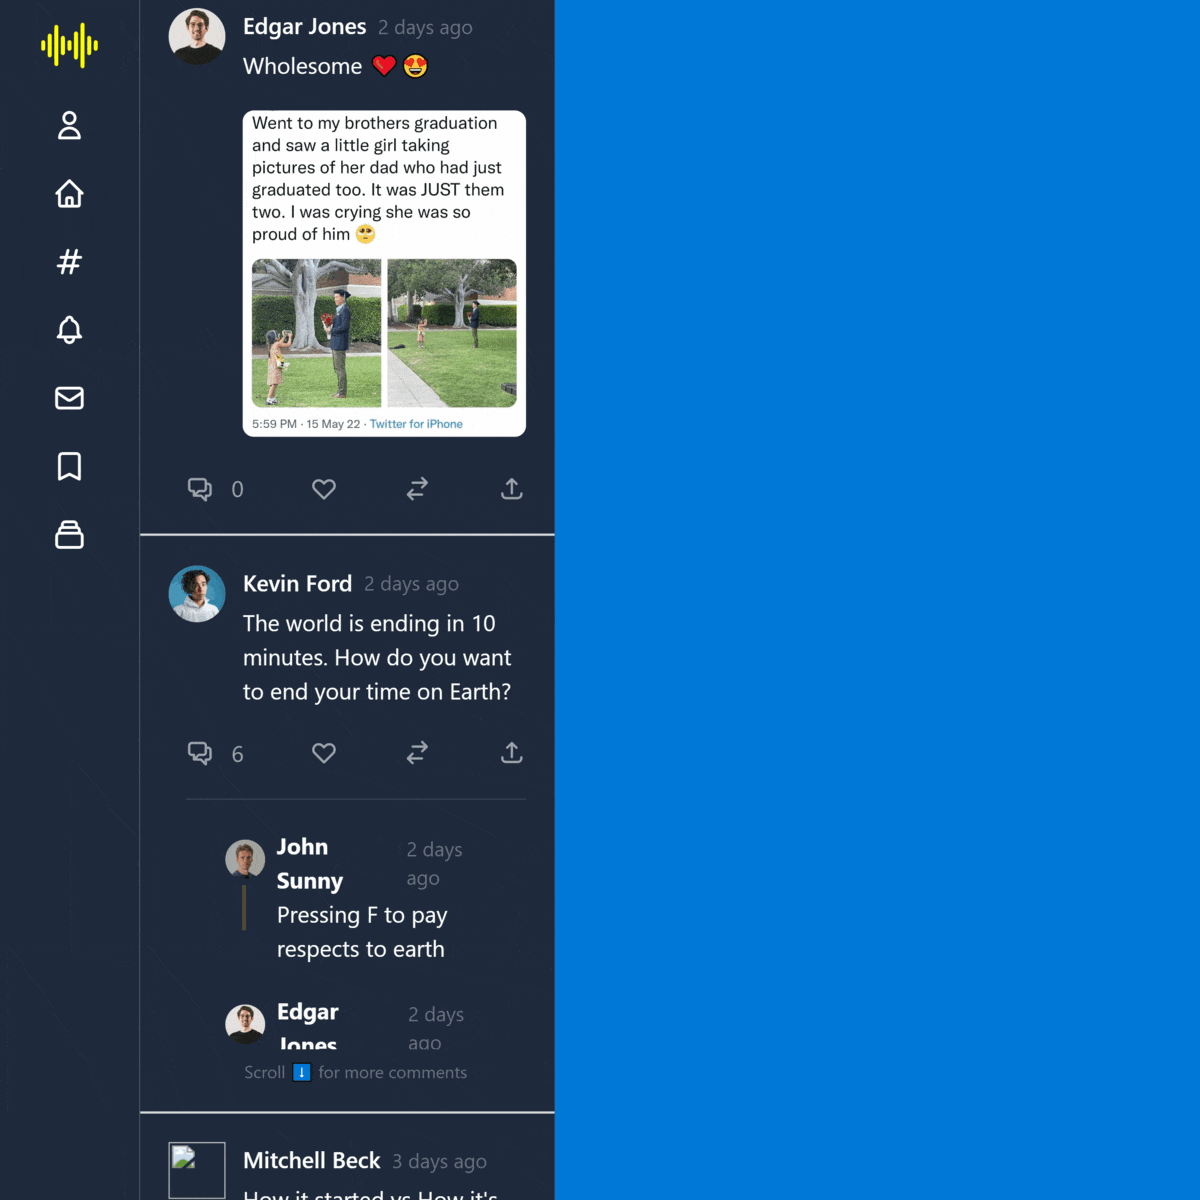 Edgar Jones 2 days ago
Wholesome ❤️😍
Went to my brothers graduation
and saw a little girl taking
pictures of her dad who had just
graduated too. It was JUST them
two. I was crying she was so
proud of him 🥺
5:59 PM · 15 May 22 · Twitter for iPhone
0
Kevin Ford 2 days ago
The world is ending in 10
minutes. How do you want
to end your time on Earth?
6
John 2 days
Sunny ago
Pressing F to pay
respects to earth
Edgar 2 days
Jones ago
Scroll ⬇️ for more comments
Mitchell Beck 3 days ago
How it started vs How it's